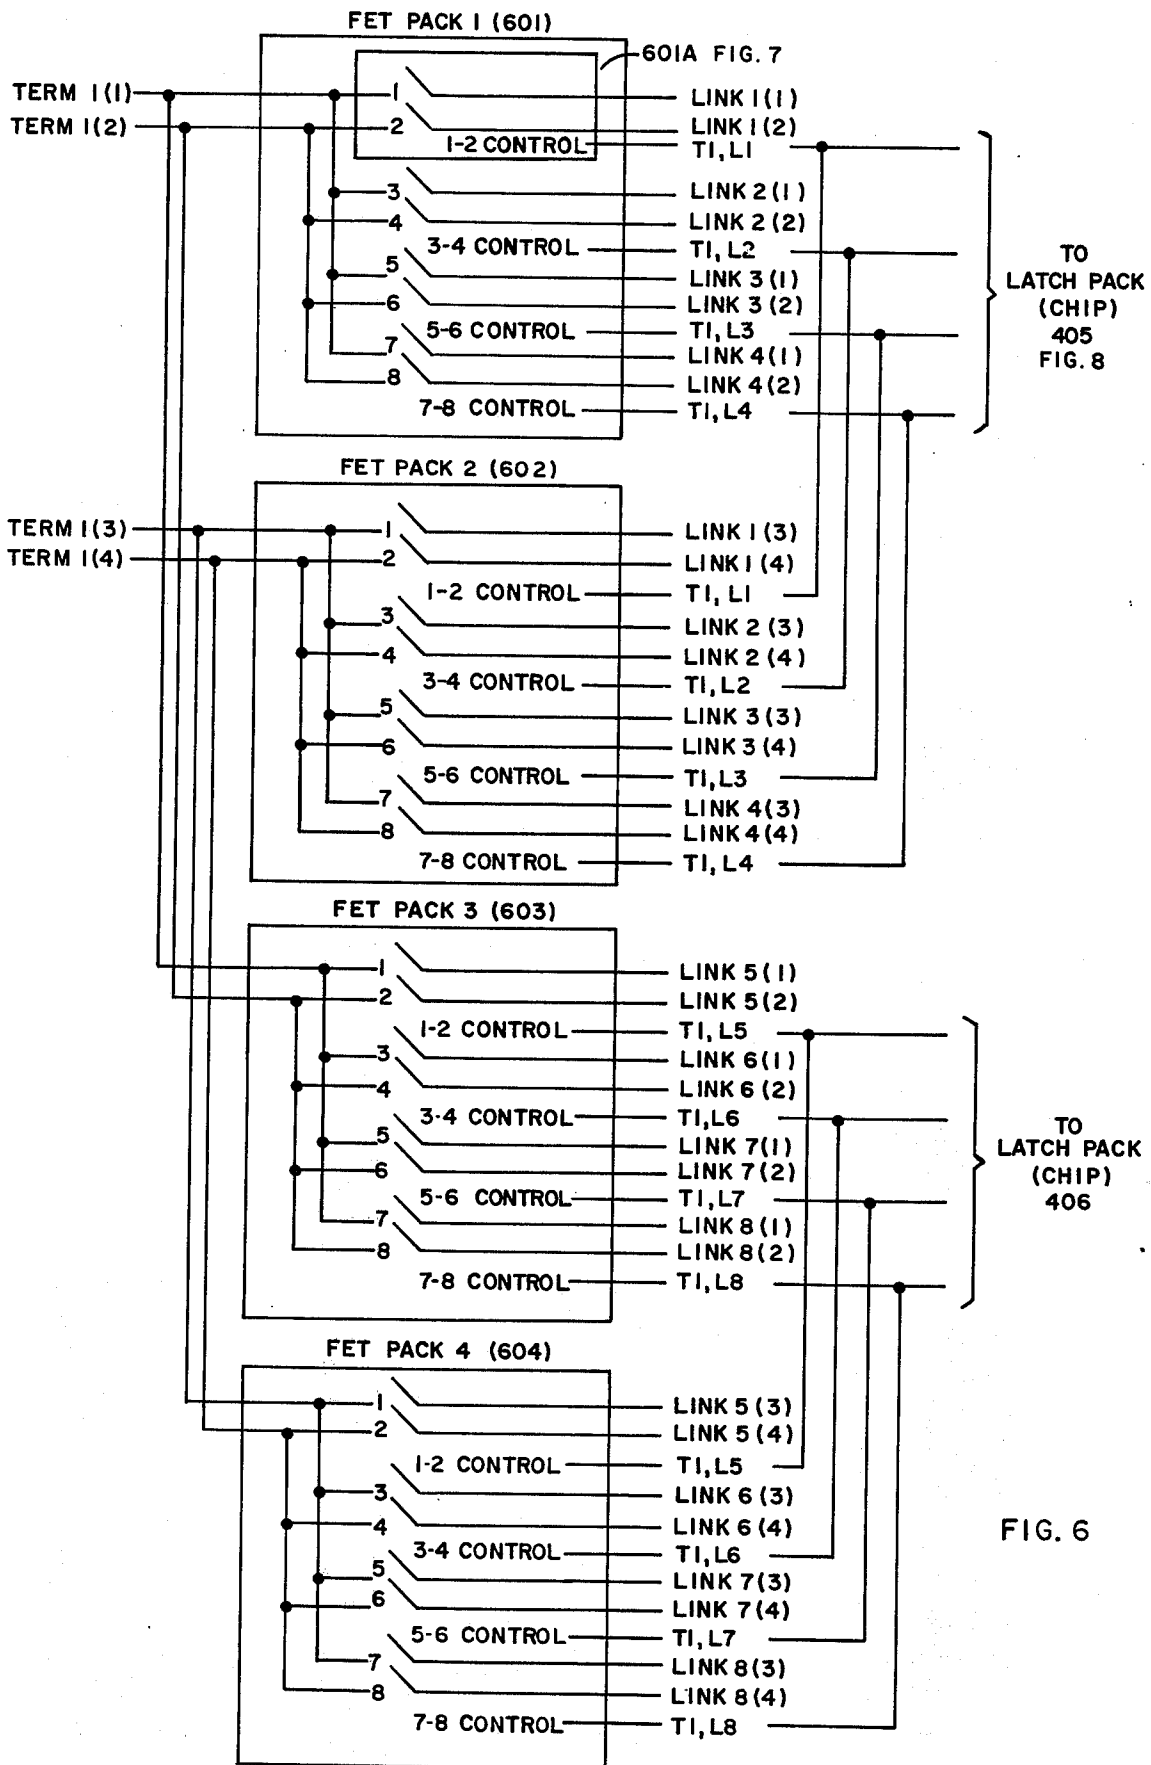 FET PACK 1 (601)
601A FIG. 7
TERM 1(1)
TERM 1(2)
1
2
1-2 CONTROL
LINK 1(1)
LINK 1(2)
T1, L1
3
4
3-4 CONTROL
LINK 2(1)
LINK 2(2)
T1, L2
5
6
5-6 CONTROL
LINK 3(1)
LINK 3(2)
T1, L3
7
8
7-8 CONTROL
LINK 4(1)
LINK 4(2)
T1, L4
TO
LATCH PACK
(CHIP)
405
FIG. 8
FET PACK 2 (602)
TERM 1(3)
TERM 1(4)
1
2
1-2 CONTROL
LINK 1(3)
LINK 1(4)
T1, L1
3
4
3-4 CONTROL
LINK 2(3)
LINK 2(4)
T1, L2
5
6
5-6 CONTROL
LINK 3(3)
LINK 3(4)
T1, L3
7
8
7-8 CONTROL
LINK 4(3)
LINK 4(4)
T1, L4
FET PACK 3 (603)
1
2
1-2 CONTROL
LINK 5(1)
LINK 5(2)
T1, L5
3
4
3-4 CONTROL
LINK 6(1)
LINK 6(2)
T1, L6
5
6
5-6 CONTROL
LINK 7(1)
LINK 7(2)
T1, L7
7
8
7-8 CONTROL
LINK 8(1)
LINK 8(2)
T1, L8
TO
LATCH PACK
(CHIP)
406
FET PACK 4 (604)
1
2
1-2 CONTROL
LINK 5(3)
LINK 5(4)
T1, L5
3
4
3-4 CONTROL
LINK 6(3)
LINK 6(4)
T1, L6
5
6
5-6 CONTROL
LINK 7(3)
LINK 7(4)
T1, L7
7
8
7-8 CONTROL
LINK 8(3)
LINK 8(4)
T1, L8
FIG. 6